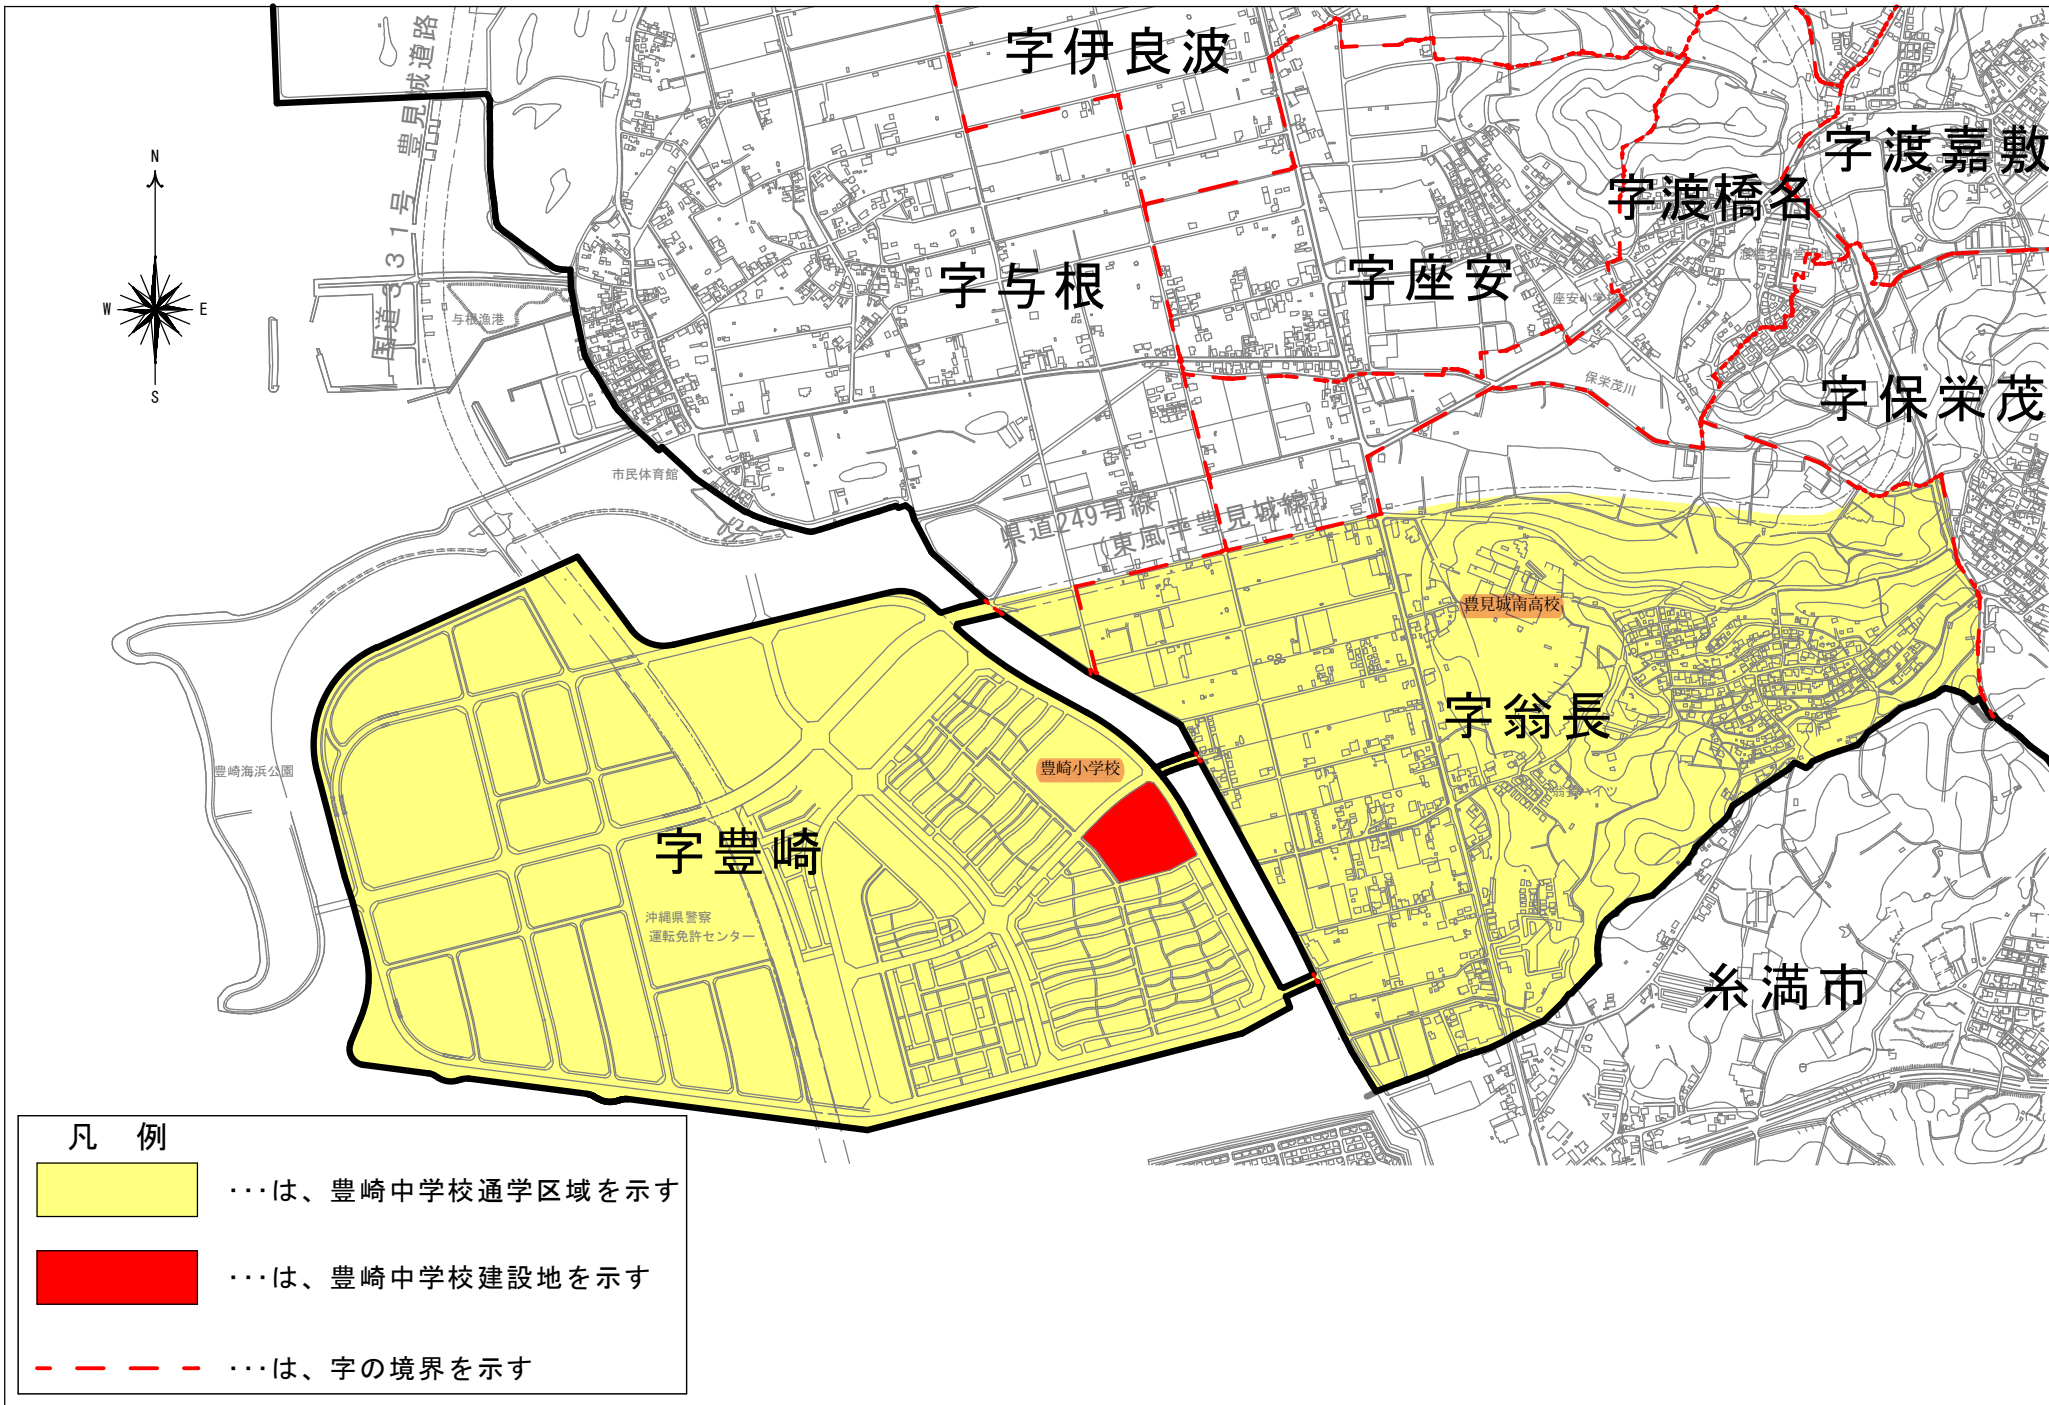 字伊良波
豊見城道路
国道331号
字渡嘉敷
字渡橋名
字与根
字座安
座安小学校
N
W
E
S
与根漁港
保栄茂川
字保栄茂
市民体育館
県道249号線
(東風平豊見城線)
豊見城南高校
字翁長
翁長ハイツ
豊崎小学校
豊崎海浜公園
字豊崎
沖縄県警察
運転免許センター
糸満市
凡 例
･･･は、豊崎中学校通学区域を示す
･･･は、豊崎中学校建設地を示す
･･･は、字の境界を示す